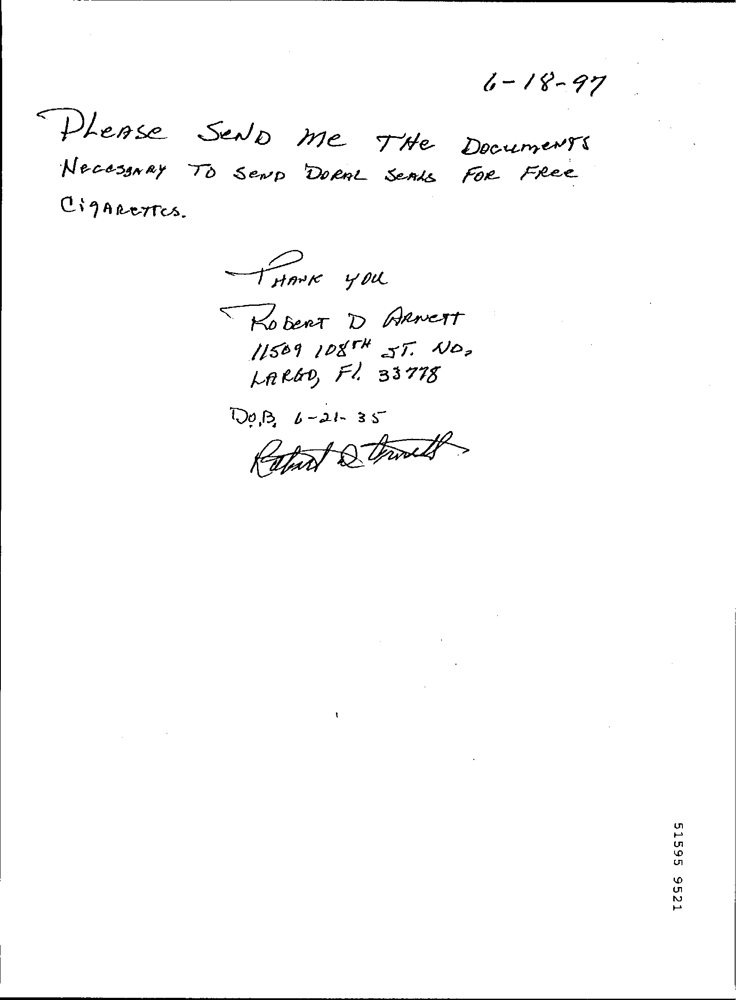 6-18-97
PLEASE SEND ME THE DOCUMENTS
NECESSARY TO SEND DORAL SEALS FOR FREE
CIGARETTES.
THANK YOU
ROBERT D ARNETT
11509 108TH ST. NO.
LARGO, Fl. 33778
D.O.B. 6-21-35
Robert D Arnett
51595 9521